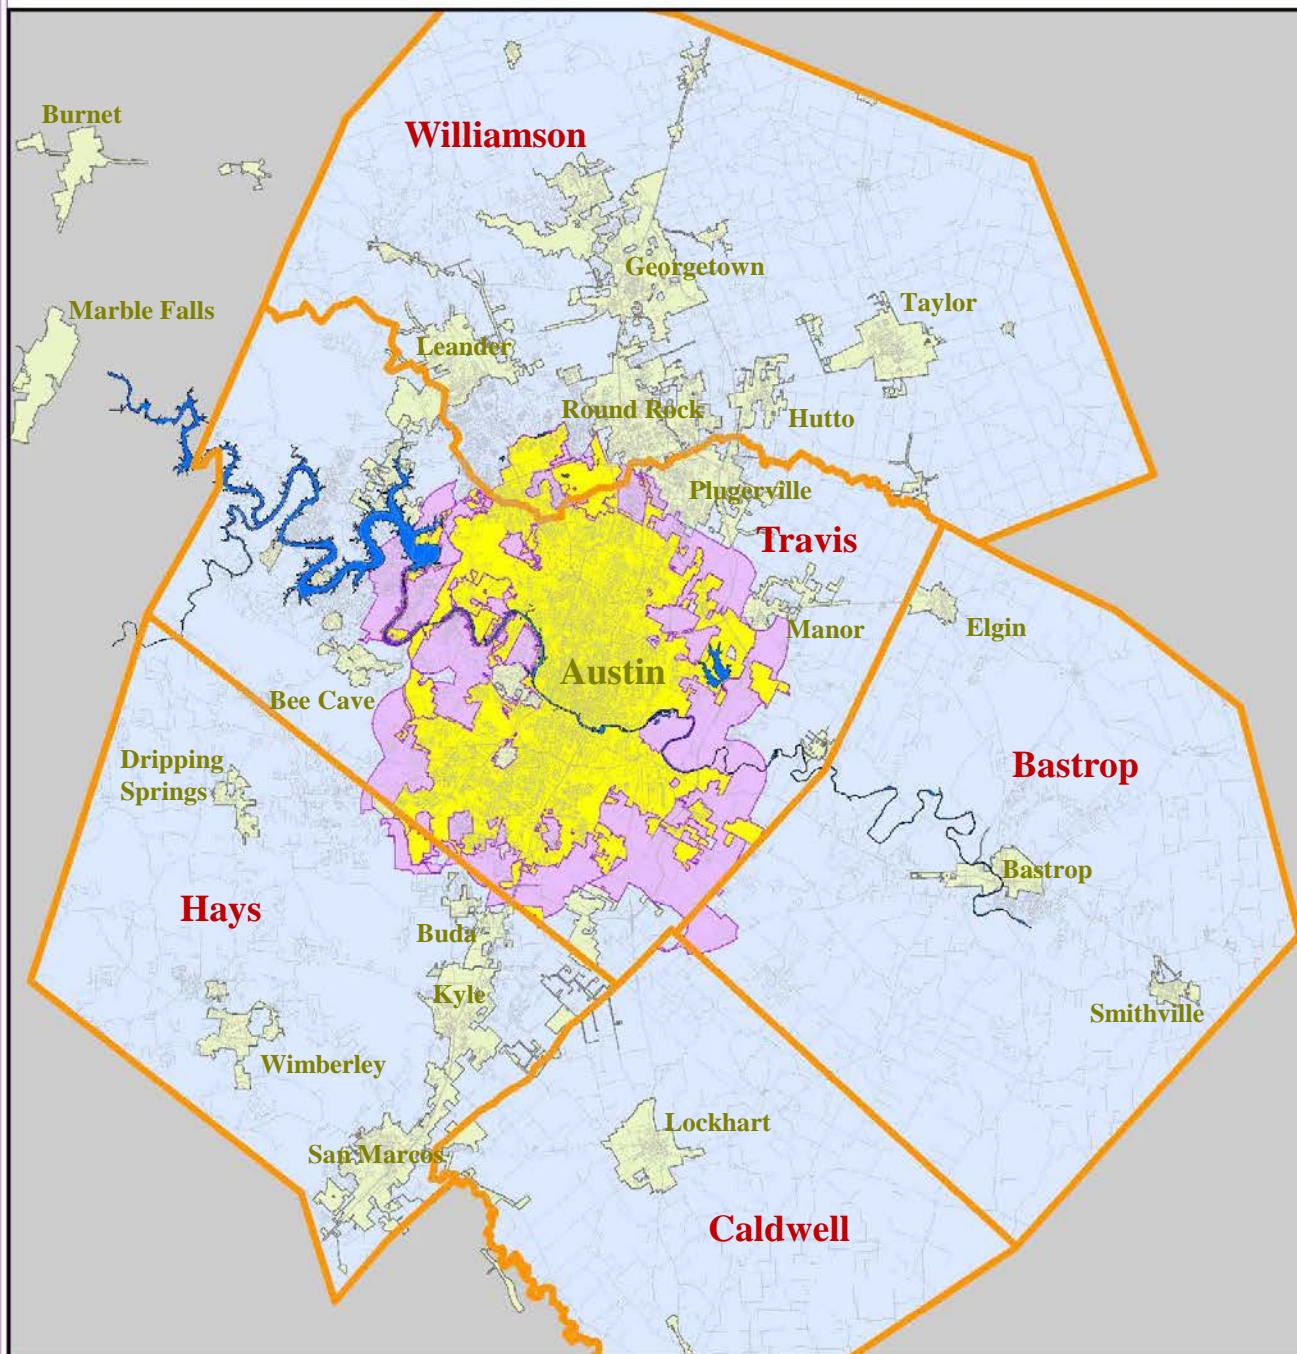 Burnet
Williamson
Georgetown
Marble Falls
Taylor
Leander
Round Rock
Hutto
Plugerville
Travis
Manor
Elgin
Austin
Bee Cave
Dripping
Springs
Bastrop
Bastrop
Hays
Buda
Kyle
Smithville
Wimberley
Lockhart
San Marcos
Caldwell